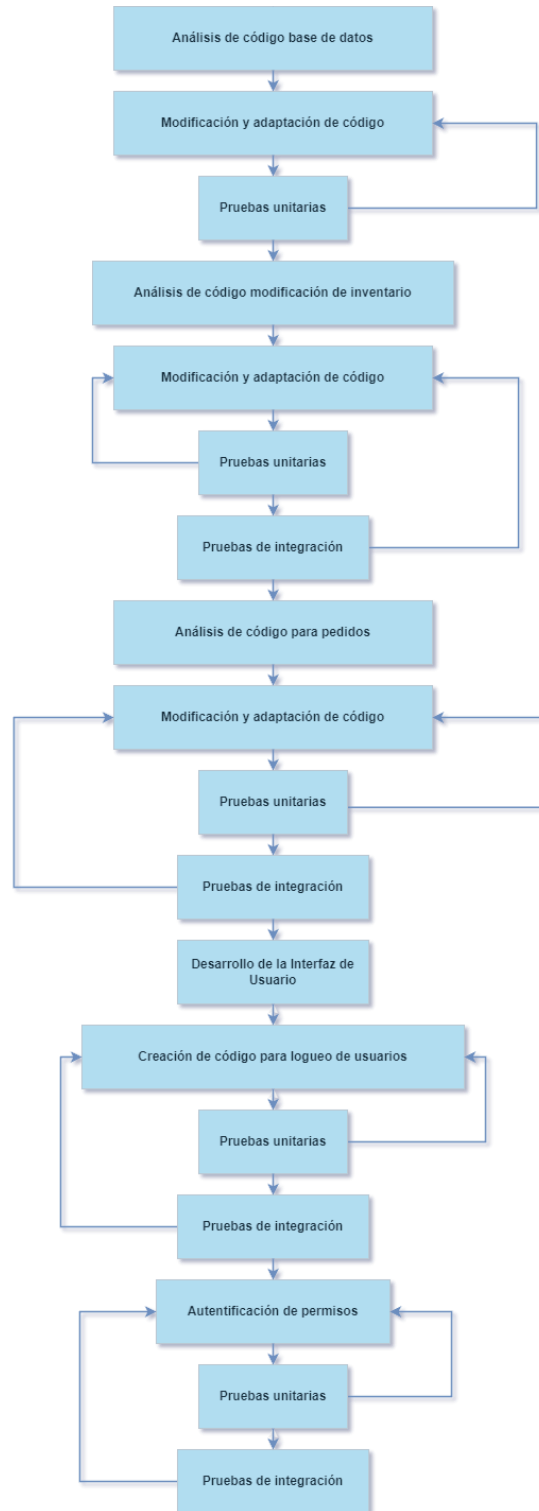 Análisis de código base de datos
Modificación y adaptación de código
Pruebas unitarias
Análisis de código modificación de inventario
Modificación y adaptación de código
Pruebas unitarias
Pruebas de integración
Análisis de código para pedidos
Modificación y adaptación de código
Pruebas unitarias
Pruebas de integración
Desarrollo de la Interfaz de
Usuario
Creación de código para logueo de usuarios
Pruebas unitarias
Pruebas de integración
Autentificación de permisos
Pruebas unitarias
Pruebas de integración